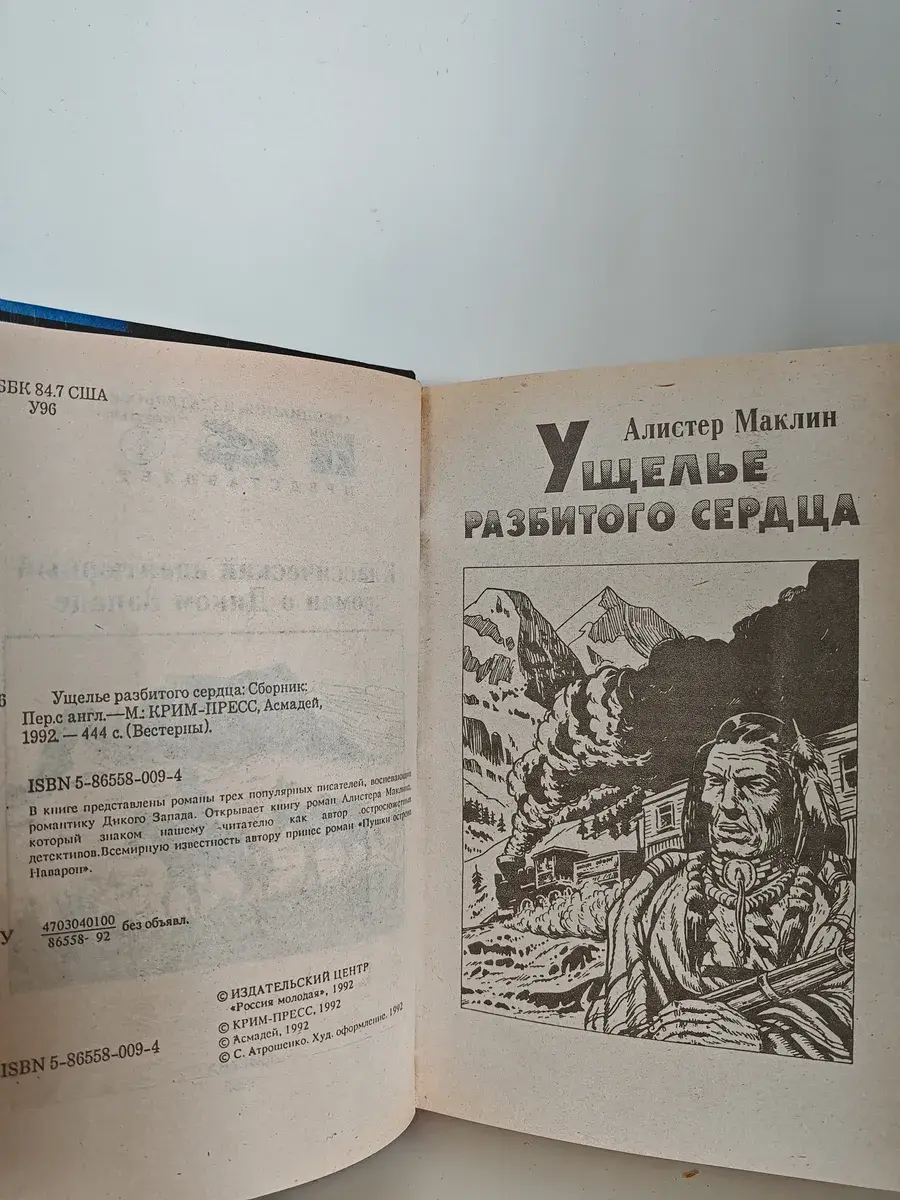 ББК 84.7 США
У96
6
Ущелье разбитого сердца: Сборник:
Пер.с англ.—М.: КРИМ-ПРЕСС, Асмадей,
1992. — 444 с. (Вестерны).
ISBN 5-86558-009-4
В книге представлены романы трех популярных писателей, воспевающих
романтику Дикого Запада. Открывает книгу роман Алистера Маклина,
который знаком нашему читателю как автор остросюжетных
детективов.Всемирную известность автору принес роман «Пушки острова
Наварон».
У 4703040100
86558- 92 без объявл.
© ИЗДАТЕЛЬСКИЙ ЦЕНТР
«Россия молодая», 1992
© КРИМ-ПРЕСС, 1992
© Асмадей, 1992
© С. Атрошенко. Худ. оформление. 1992
ISBN 5-86558-009-4
Алистер Маклин
Ущелье
РАЗБИТОГО СЕРДЦА